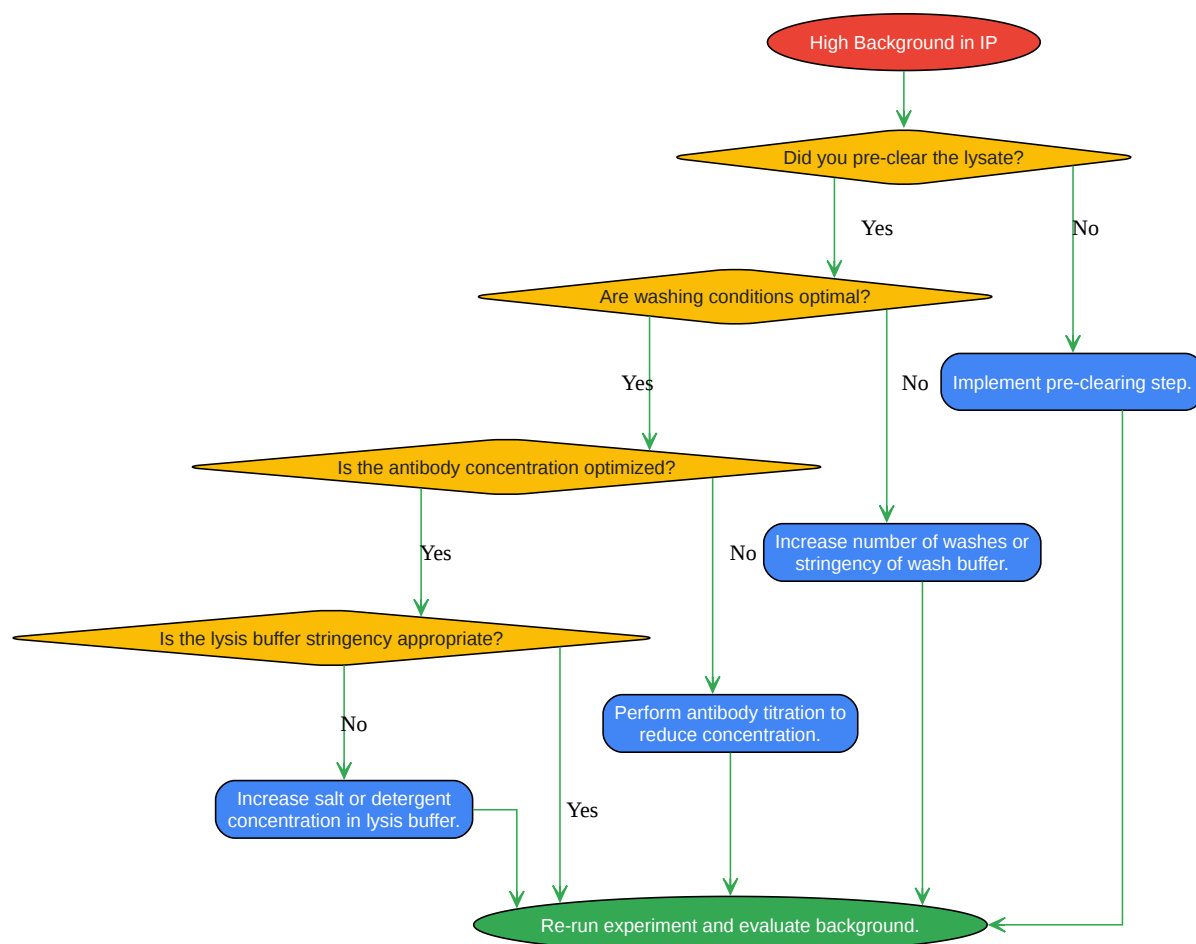 High Background in IP
Did you pre-clear the lysate?
Yes
No
Are washing conditions optimal?
Yes
No
Implement pre-clearing step.
Is the antibody concentration optimized?
Yes
No
Increase number of washes or
stringency of wash buffer.
Is the lysis buffer stringency appropriate?
No
Yes
Perform antibody titration to
reduce concentration.
Increase salt or detergent
concentration in lysis buffer.
Re-run experiment and evaluate background.